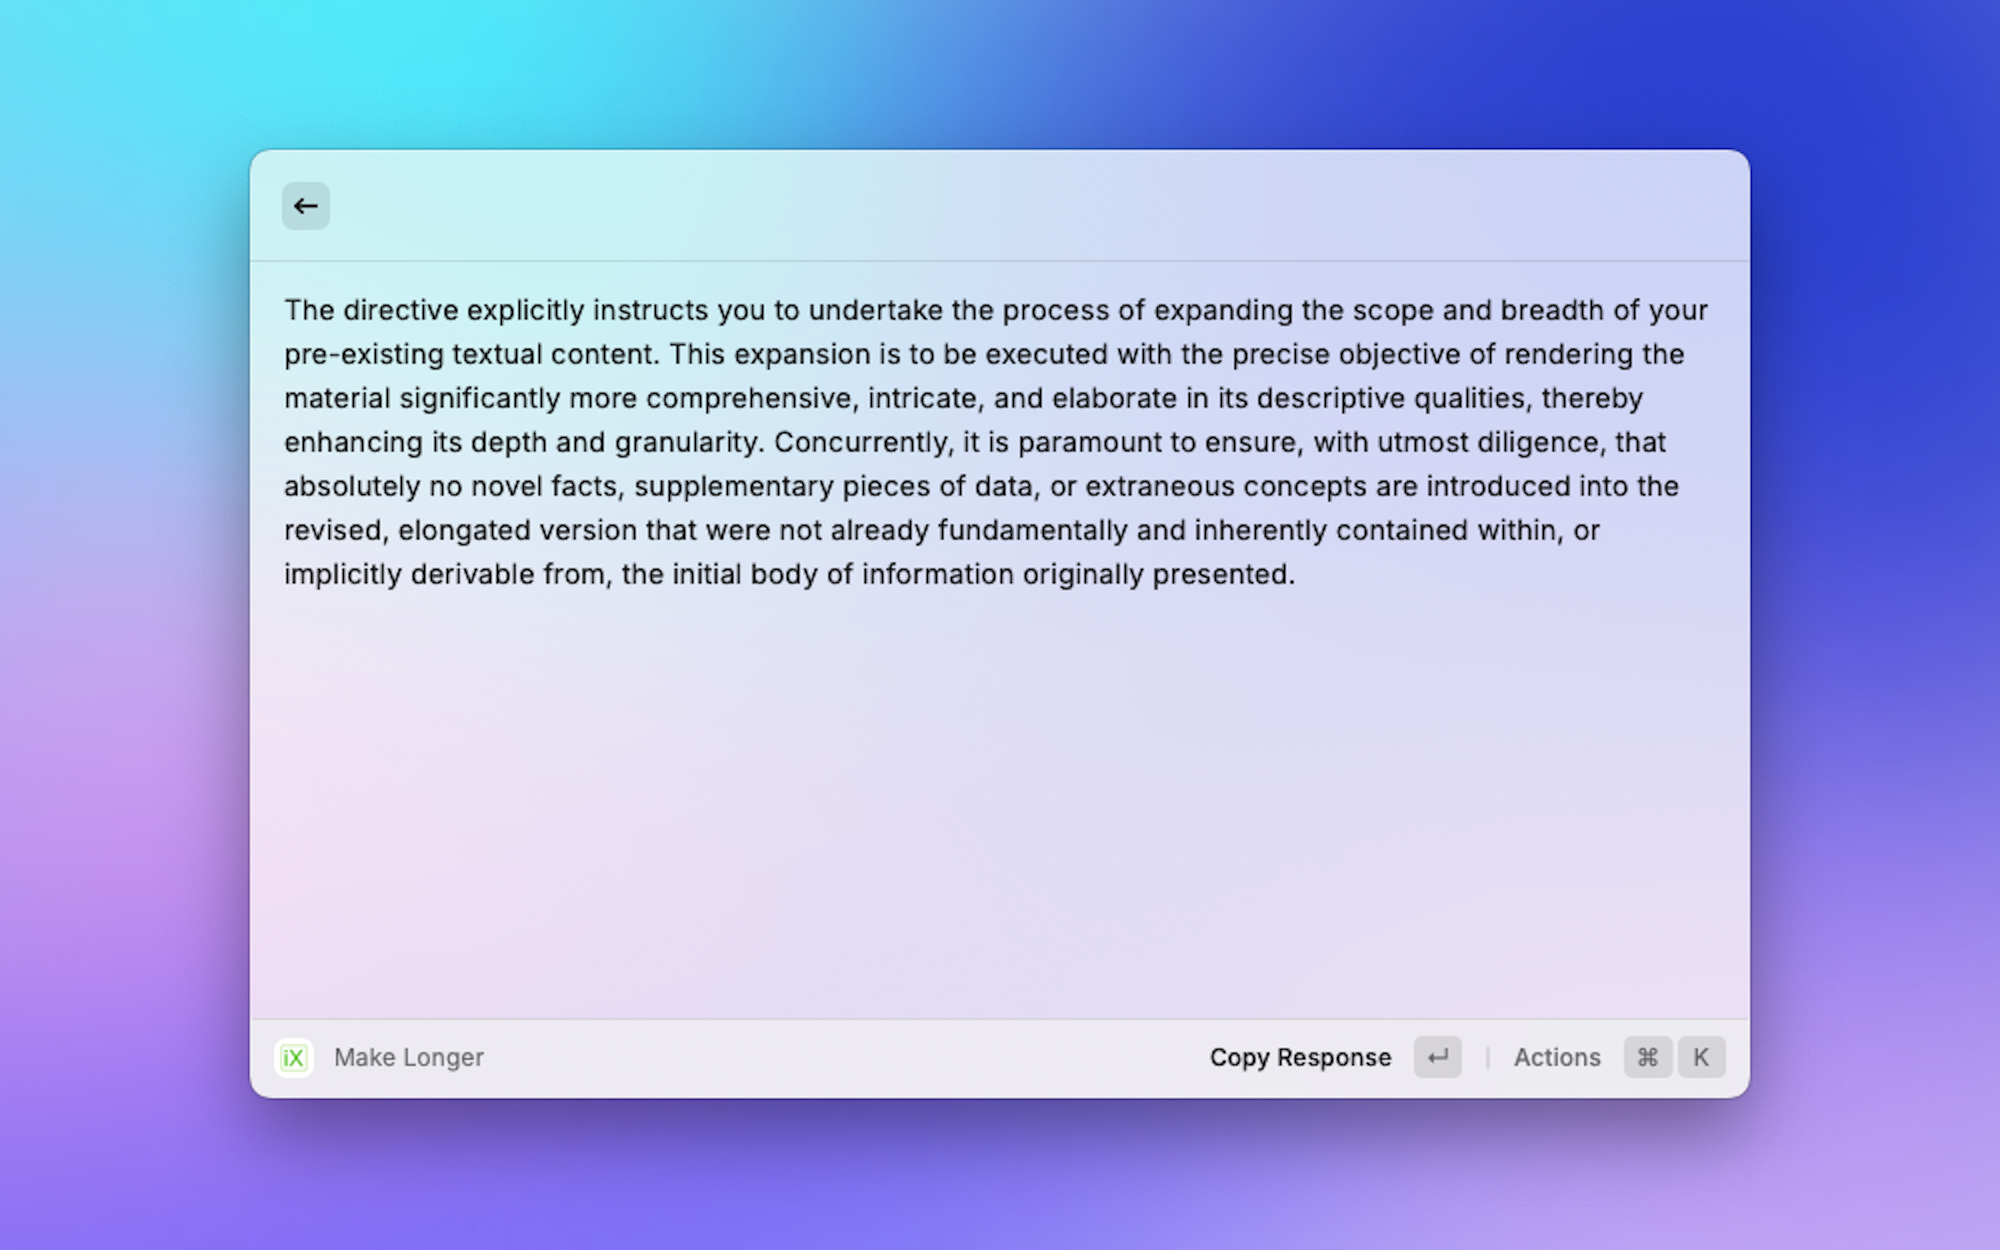 The directive explicitly instructs you to undertake the process of expanding the scope and breadth of your
pre-existing textual content. This expansion is to be executed with the precise objective of rendering the
material significantly more comprehensive, intricate, and elaborate in its descriptive qualities, thereby
enhancing its depth and granularity. Concurrently, it is paramount to ensure, with utmost diligence, that
absolutely no novel facts, supplementary pieces of data, or extraneous concepts are introduced into the
revised, elongated version that were not already fundamentally and inherently contained within, or
implicitly derivable from, the initial body of information originally presented.
iX Make Longer Copy Response ↵ | Actions ⌘ K